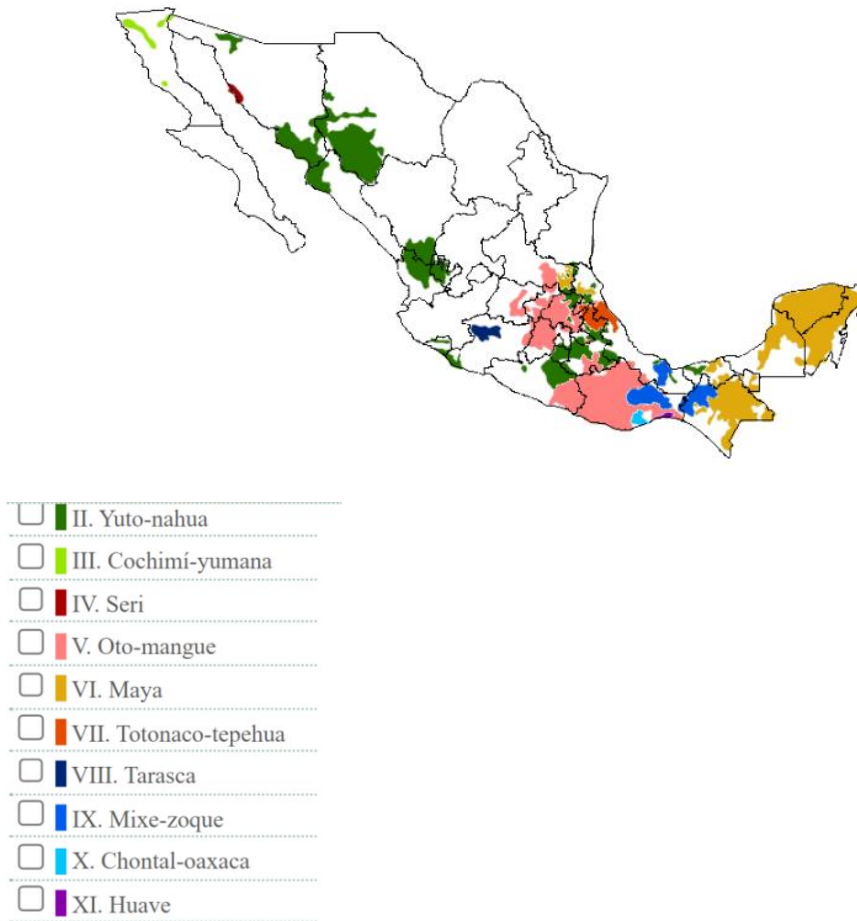 II. Yuto-nahua
III. Cochimí-yumana
IV. Seri
V. Oto-mangue
VI. Maya
VII. Totonaco-tepehua
VIII. Tarasca
IX. Mixe-zoque
X. Chontal-oaxaca
XI. Huave